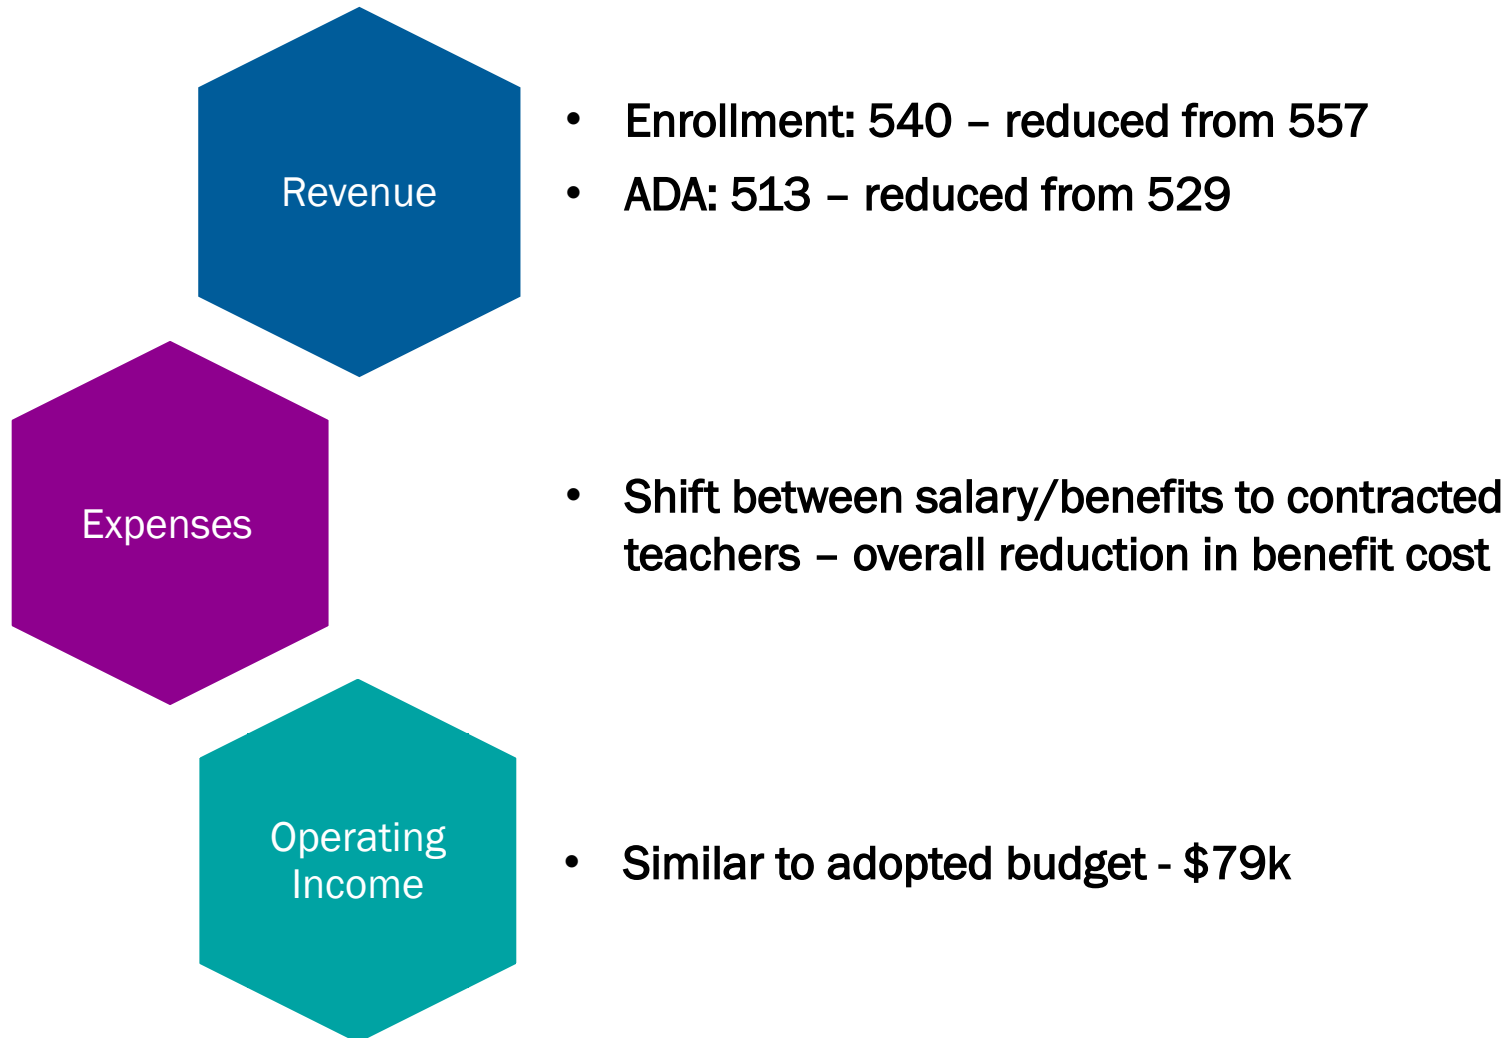 Revenue
• Enrollment: 540 – reduced from 557
• ADA: 513 – reduced from 529
Expenses
• Shift between salary/benefits to contracted
teachers – overall reduction in benefit cost
Operating
Income
• Similar to adopted budget - $79k